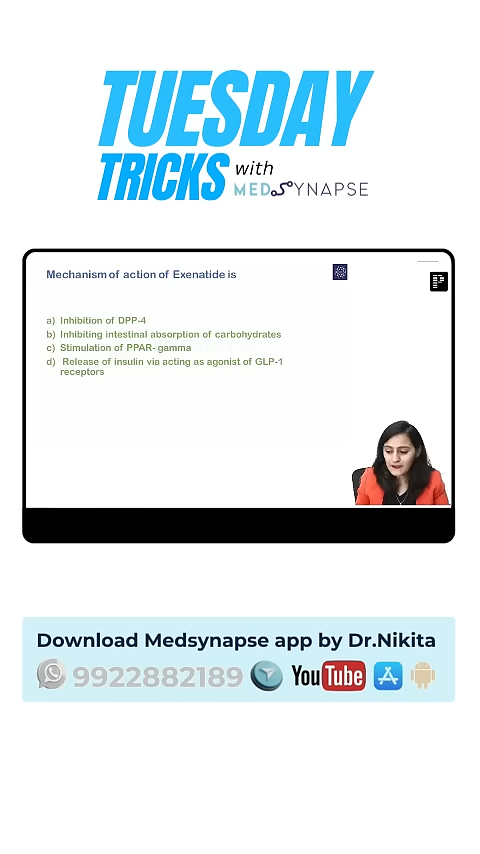 TUESDAY
TRICKS with
MEDSYNAPSE
Mechanism of action of Exenatide is
a) Inhibition of DPP-4
b) Inhibiting intestinal absorption of carbohydrates
c) Stimulation of PPAR- gamma
d) Release of insulin via acting as agonist of GLP-1
receptors
Download Medsynapse app by Dr.Nikita
9922882189 YouTube